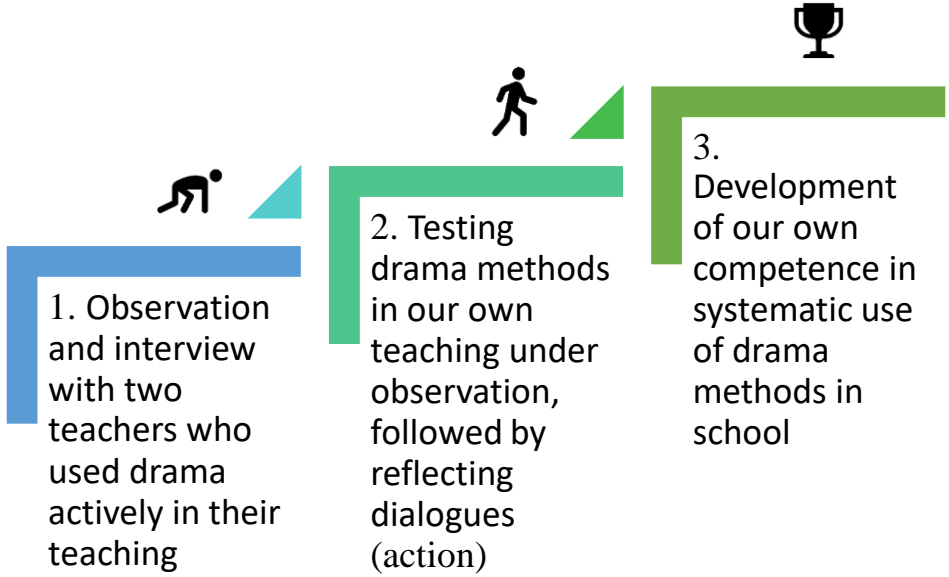 1. Observation
and interview
with two
teachers who
used drama
actively in their
teaching
2. Testing
drama methods
in our own
teaching under
observation,
followed by
reflecting
dialogues
(action)
3.
Development
of our own
competence in
systematic use
of drama
methods in
school